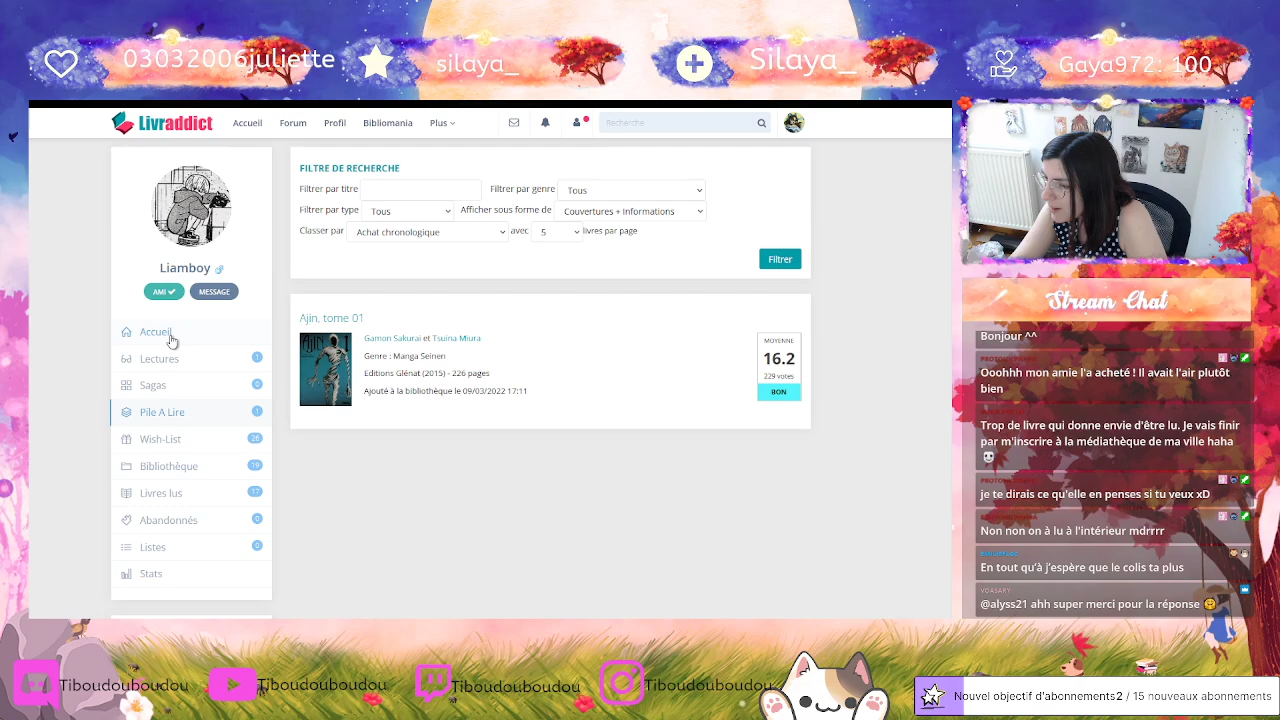 03032006juliette
silaya_
Silaya_
Gaya972: 100
Livraddict
Accueil
Forum
Profil
Bibliomania
Plus
Recherche
Liamboy
AMI
MESSAGE
Accueil
Lectures 1
Sagas 0
Pile A Lire 1
Wish-List 26
Bibliothèque 19
Livres lus 17
Abandonnés 0
Listes 0
Stats
FILTRE DE RECHERCHE
Filtrer par titre
Filtrer par genre Tous
Filtrer par type Tous
Afficher sous forme de Couvertures + Informations
Classer par Achat chronologique avec 5 livres par page
Filtrer
Ajin, tome 01
AJIN
Gamon Sakurai et Tsuina Miura
Genre : Manga Seinen
Editions Glénat (2015) - 226 pages
Ajouté à la bibliothèque le 09/03/2022 17:11
MOYENNE
16.2
229 votes
BON
Stream Chat
Bonjour ^^
Ooohhh mon amie l'a acheté ! Il avait l'air plutôt
bien
Trop de livre qui donne envie d'être lu. Je vais finir
par m'inscrire à la médiathèque de ma ville haha
je te dirais ce qu'elle en penses si tu veux xD
Non non on à lu à l'intérieur mdrrr
En tout qu'à j'espère que le colis ta plus
VOASARY
@alyss21 ahh super merci pour la réponse
Tiboudouboudou
Tiboudouboudou
Tiboudouboudou
Tiboudouboudou
Nouvel objectif d'abonnements 2 / 15 nouveaux abonnements